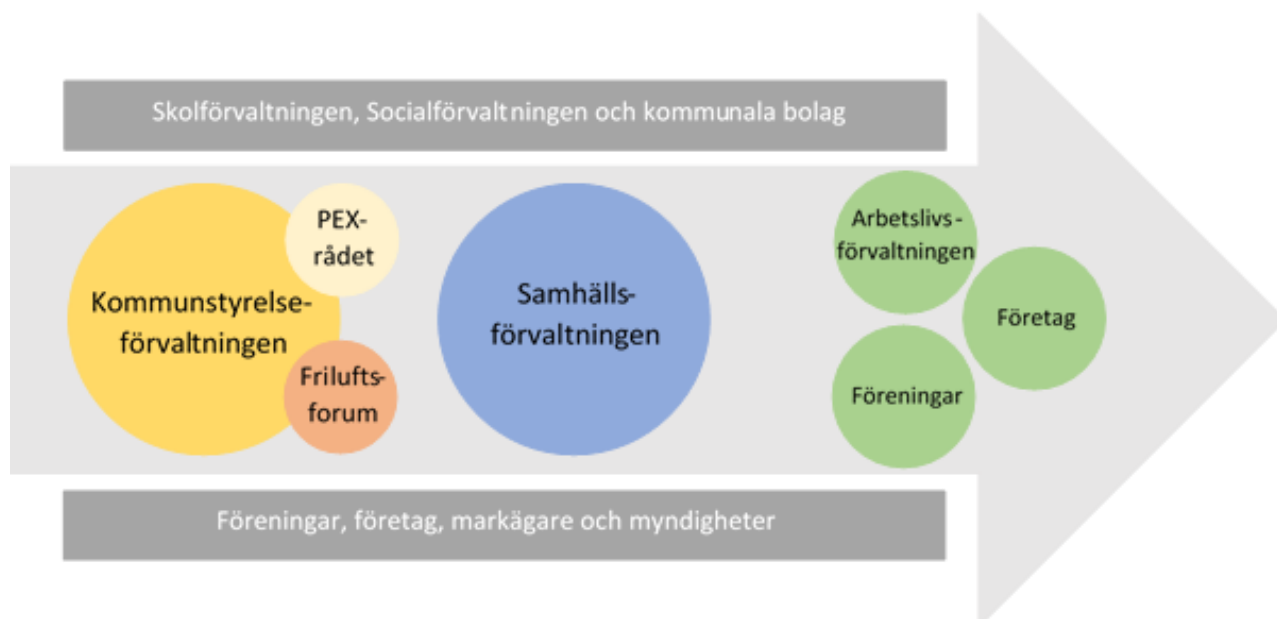 Skolförvaltningen, Socialförvaltningen och kommunala bolag
PEX-
rådet
Kommunstyrelse-
förvaltningen
Frilufts-
forum
Samhälls-
förvaltningen
Arbetslivs-
förvaltningen
Företag
Föreningar
Föreningar, företag, markägare och myndigheter